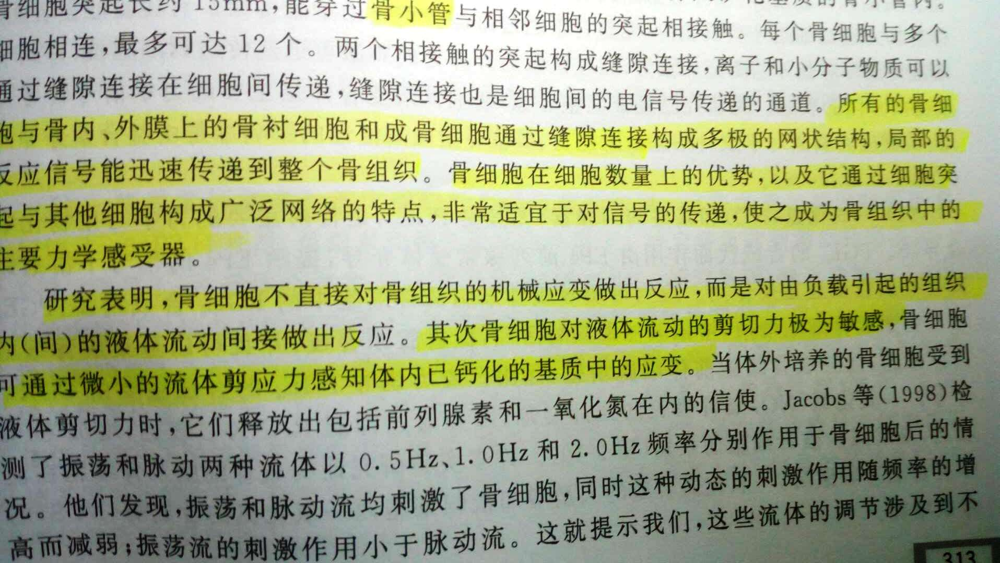 骨细胞突起长约15mm,能穿过骨小管与相邻细胞的突起相接触。每个骨细胞与多个
细胞相连,最多可达12个。两个相接触的突起构成缝隙连接,离子和小分子物质可以
通过缝隙连接在细胞间传递,缝隙连接也是细胞间的电信号传递的通道。所有的骨细
胞与骨内、外膜上的骨衬细胞和成骨细胞通过缝隙连接构成多极的网状结构,局部的
反应信号能迅速传递到整个骨组织。骨细胞在细胞数量上的优势,以及它通过细胞突
起与其他细胞构成广泛网络的特点,非常适宜于对信号的传递,使之成为骨组织中的
主要力学感受器。
研究表明,骨细胞不直接对骨组织的机械应变做出反应,而是对由负载引起的组织
内(间)的液体流动间接做出反应。其次骨细胞对液体流动的剪切力极为敏感,骨细胞
可通过微小的流体剪应力感知体内已钙化的基质中的应变。当体外培养的骨细胞受到
液体剪切力时,它们释放出包括前列腺素和一氧化氮在内的信使。Jacobs等(1998)检
测了振荡和脉动两种流体以0.5Hz、1.0Hz和2.0Hz频率分别作用于骨细胞后的情
况。他们发现,振荡和脉动流均刺激了骨细胞,同时这种动态的刺激作用随频率的增
高而减弱;振荡流的刺激作用小于脉动流。这就提示我们,这些流体的调节涉及到不
313